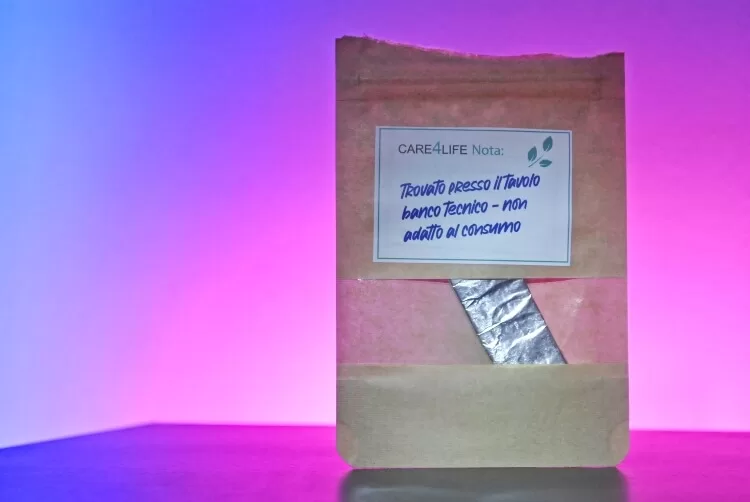 CARE4LIFE Nota:
Trovato presso il Tavolo
banco Tecnico - non
adatto al consumo